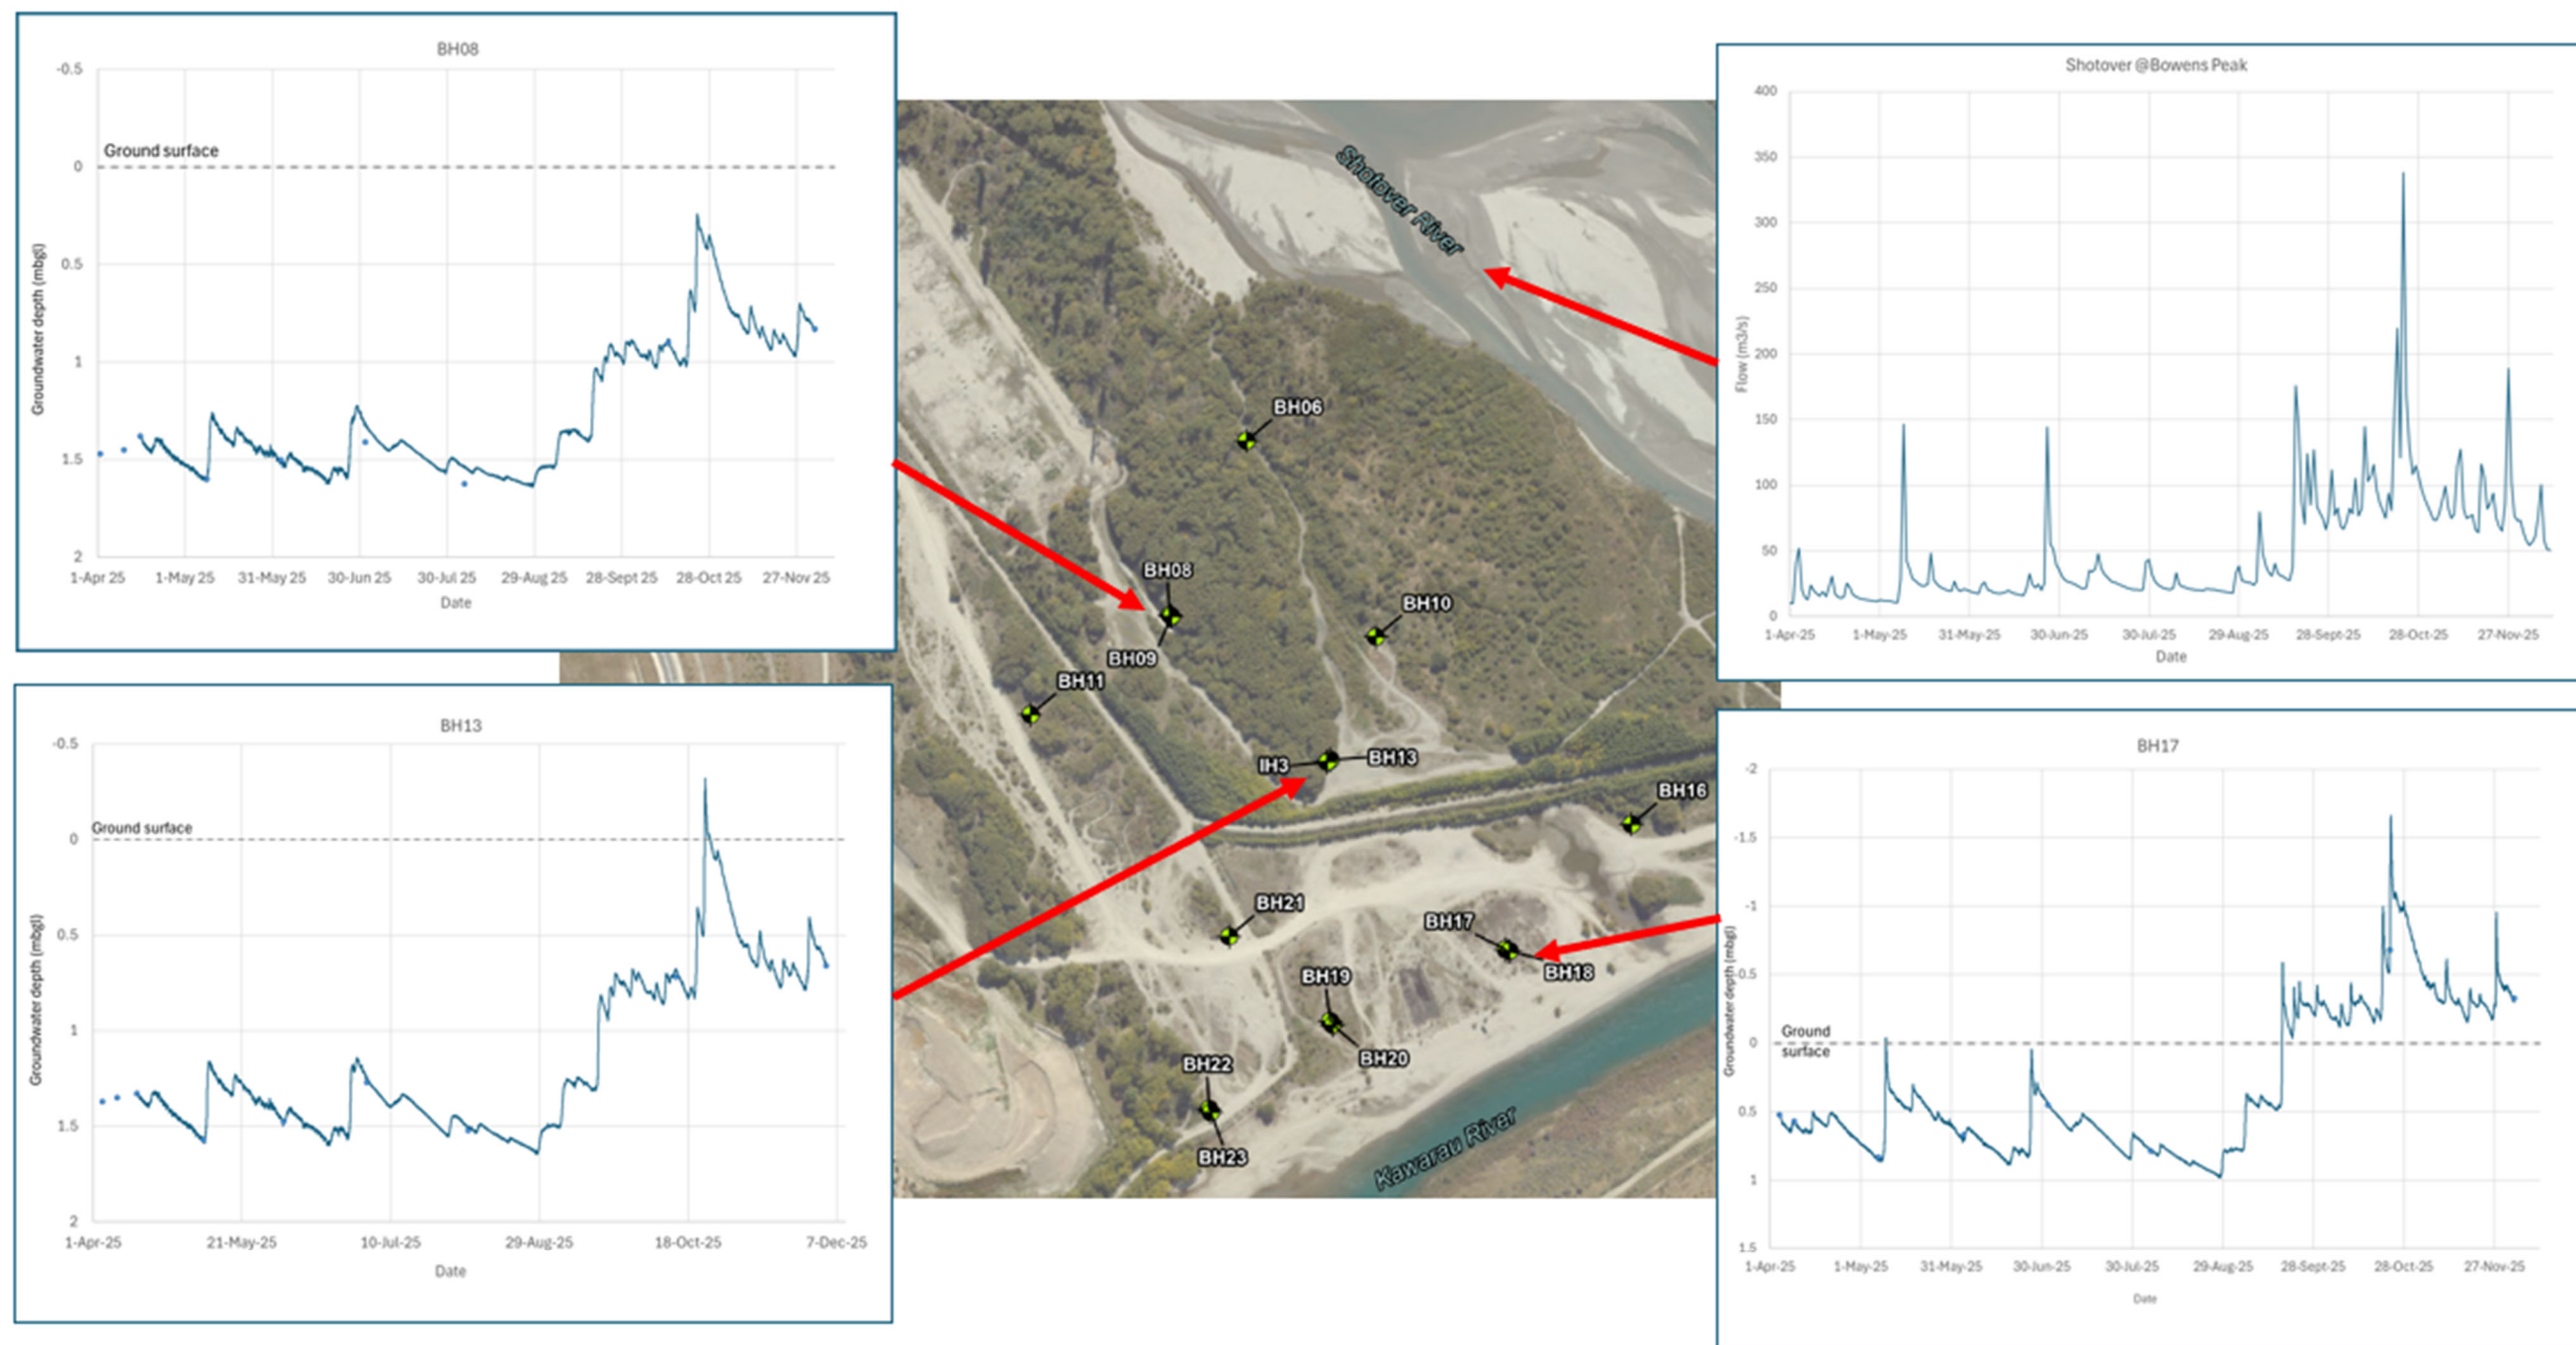 BH08
-0.5
Ground surface
0
0.5
1
1.5
2
Groundwater depth (mbgl)
1-Apr 25
1-May 25
31-May 25
30-Jun 25
30-Jul 25
29-Aug 25
28-Sept 25
28-Oct 25
27-Nov 25
Date
Shotover @Bowens Peak
400
350
300
250
200
150
100
50
0
Flow (m3/s)
1-Apr-25
1-May-25
31-May-25
30-Jun-25
30-Jul-25
29-Aug-25
28-Sept-25
28-Oct-25
27-Nov-25
Date
Shotover River
BH06
BH08
BH10
BH09
BH11
IH3
BH13
BH16
BH21
BH17
BH18
BH19
BH20
BH22
BH23
Kawarau River
BH13
-0.5
Ground surface
0
0.5
1
1.5
2
Groundwater depth (mbgl)
1-Apr-25
21-May-25
10-Jul-25
29-Aug-25
18-Oct-25
7-Dec-25
Date
BH17
-2
-1.5
-1
-0.5
Ground
0
surface
0.5
1
1.5
Groundwater depth (mbgl)
1-Apr-25
1-May-25
31-May-25
30-Jun-25
30-Jul-25
29-Aug-25
28-Sept-25
28-Oct-25
27-Nov-25
Date